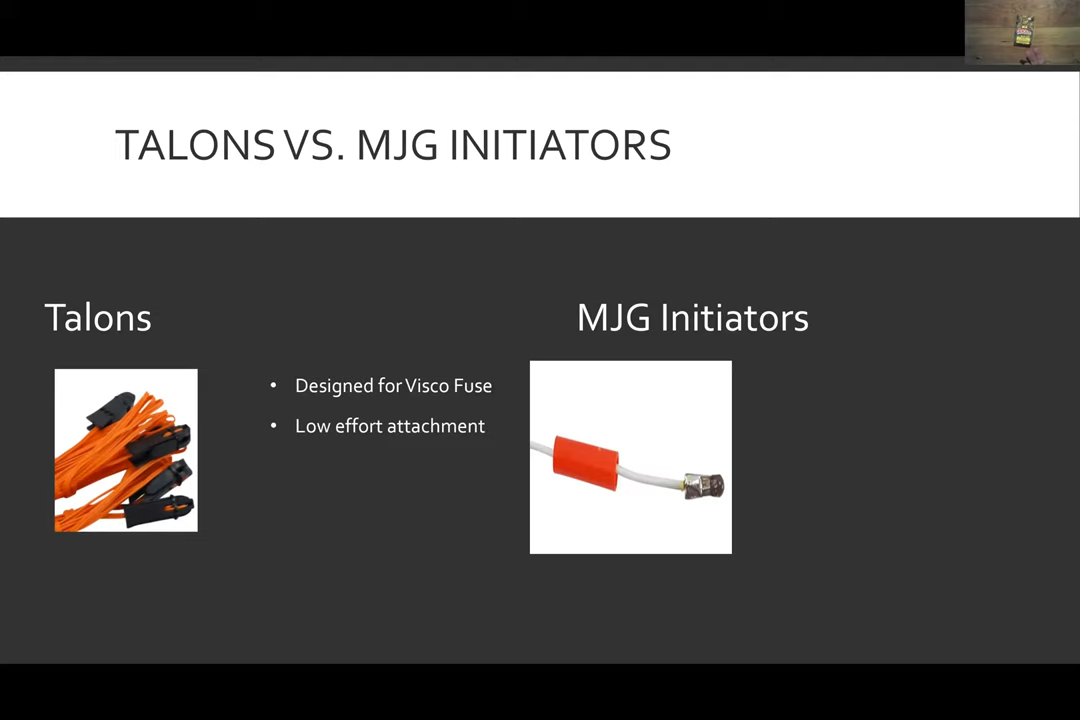 TALONS VS. MJG INITIATORS
Talons
• Designed for Visco Fuse
• Low effort attachment
MJG Initiators